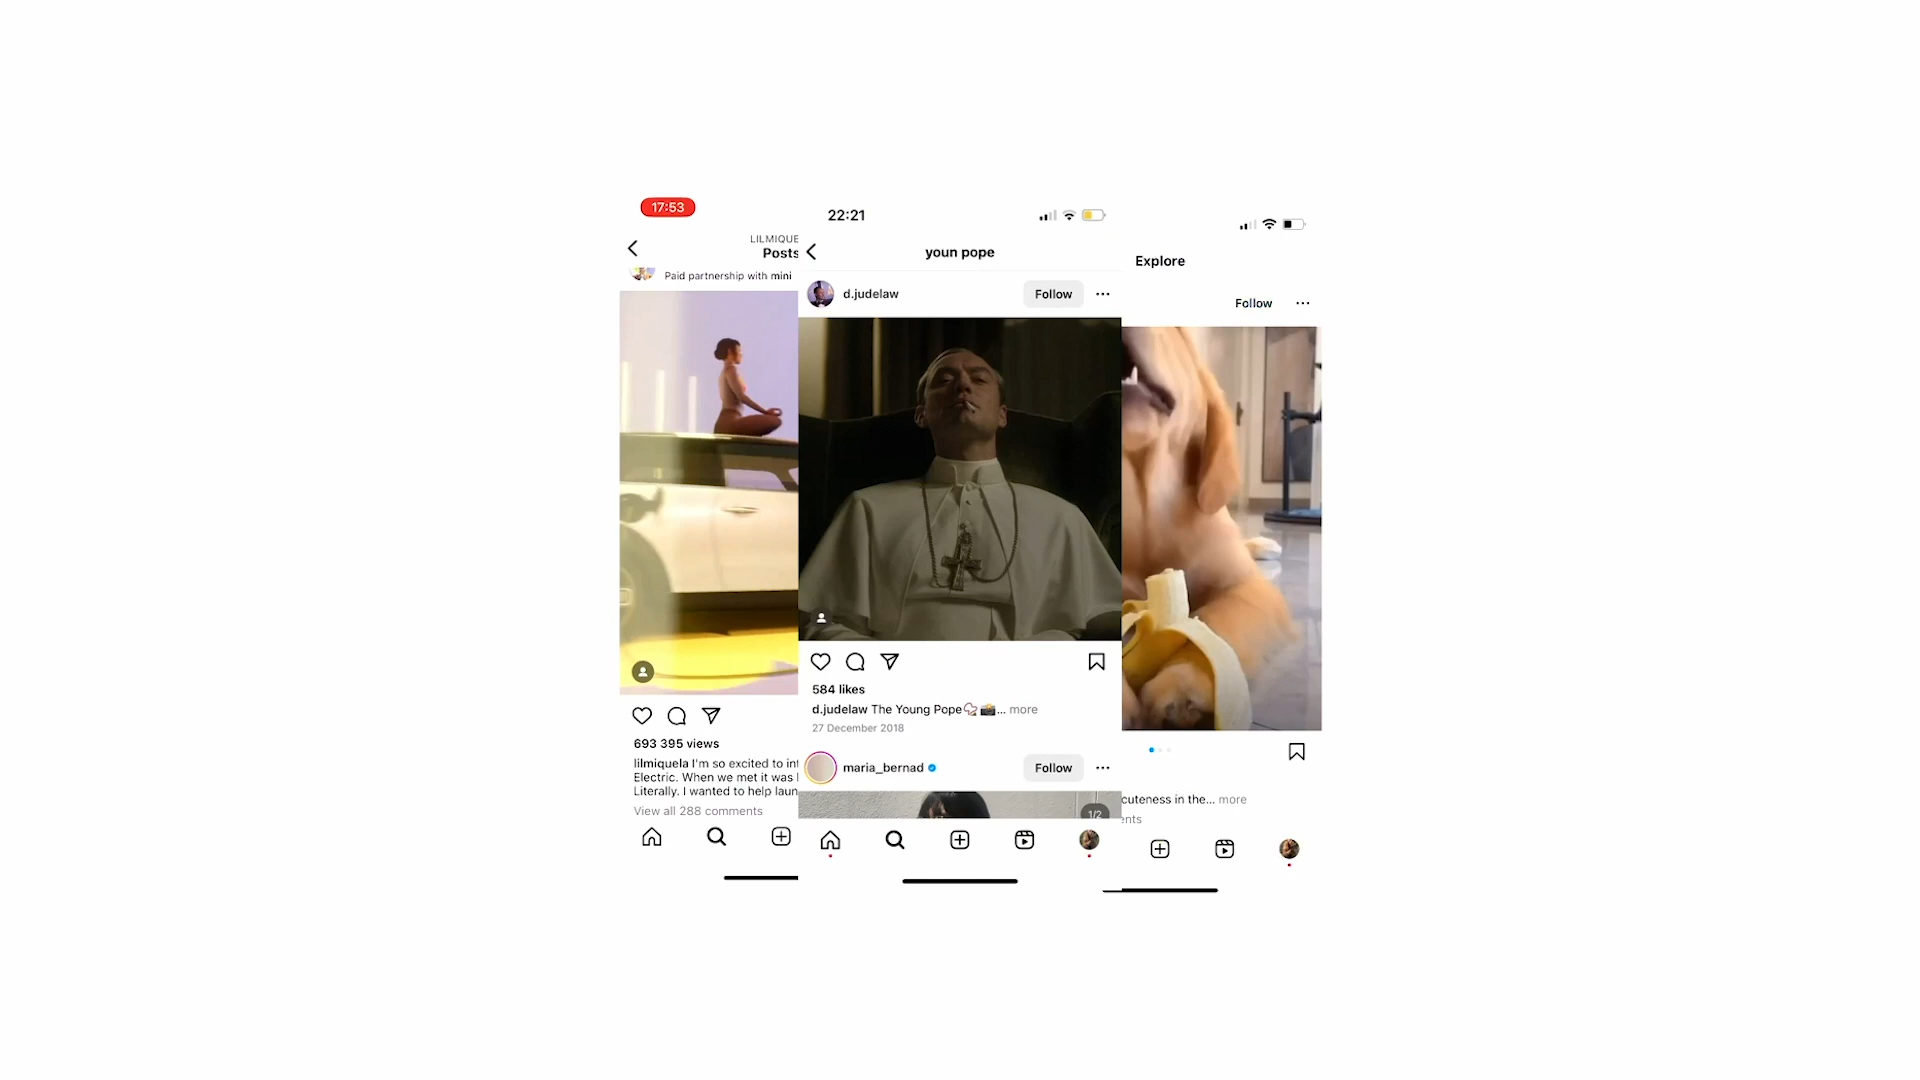 17:53
LILMIQUE
Posts
Paid partnership with mini
693 395 views
lilmiquela I'm so excited to int
Electric. When we met it was l
Literally. I wanted to help laun
View all 288 comments
22:21
youn pope
d.judelaw
Follow
584 likes
d.judelaw The Young Pope... more
27 December 2018
maria_bernad
Follow
1/2
Explore
Follow
cuteness in the... more
ents